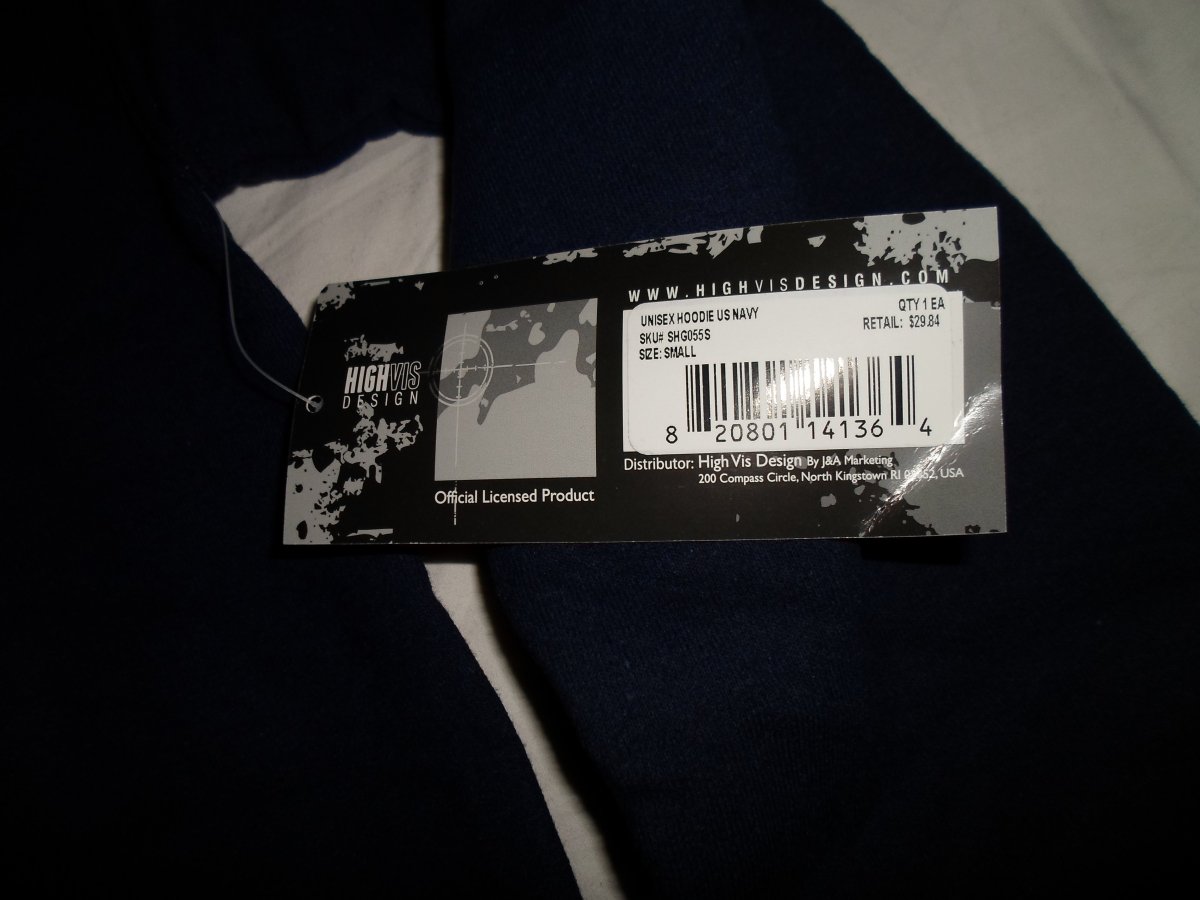 HIGHVIS
DESIGN
Official Licensed Product
WWW.HIGHVISDESIGN.COM
UNISEX HOODIE US NAVY
QTY 1 EA
SKU# SHG055S
RETAIL: $29.84
SIZE: SMALL
8 20801 14136 4
Distributor: High Vis Design By J&A Marketing
200 Compass Circle, North Kingstown RI USA